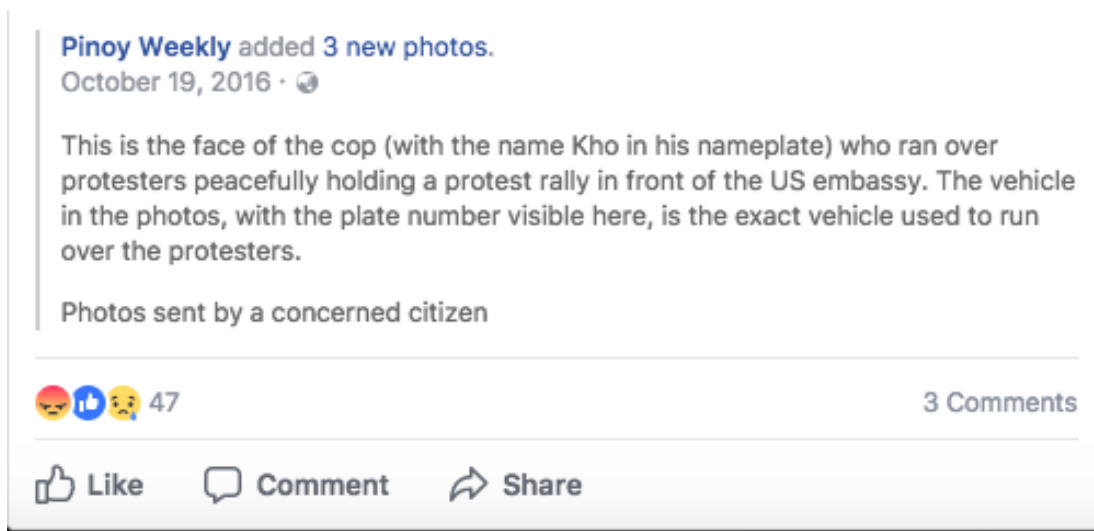 Pinoy Weekly added 3 new photos.
October 19, 2016 ·
This is the face of the cop (with the name Kho in his nameplate) who ran over
protesters peacefully holding a protest rally in front of the US embassy. The vehicle
in the photos, with the plate number visible here, is the exact vehicle used to run
over the protesters.
Photos sent by a concerned citizen
47 3 Comments
Like Comment Share